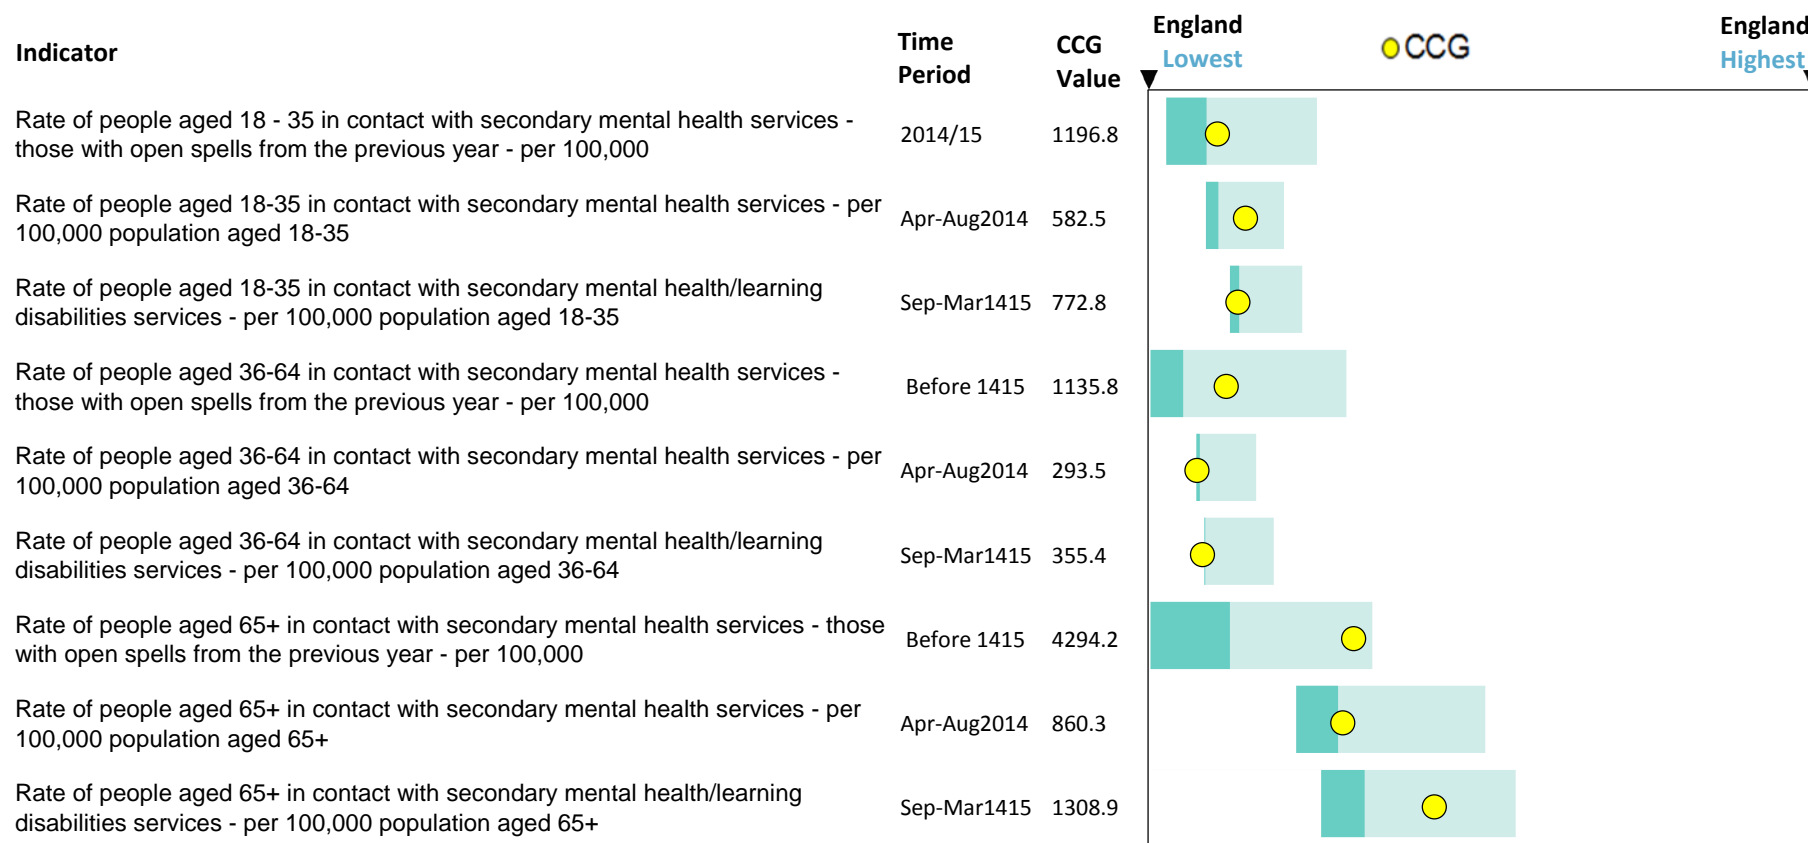 Indicator
Time
Period
CCG
Value
England
Lowest
CCG
England
Highest
Rate of people aged 18 - 35 in contact with secondary mental health services -
those with open spells from the previous year - per 100,000
2014/15
1196.8
Rate of people aged 18-35 in contact with secondary mental health services - per
100,000 population aged 18-35
Apr-Aug2014
582.5
Rate of people aged 18-35 in contact with secondary mental health/learning
disabilities services - per 100,000 population aged 18-35
Sep-Mar1415
772.8
Rate of people aged 36-64 in contact with secondary mental health services -
those with open spells from the previous year - per 100,000
Before 1415
1135.8
Rate of people aged 36-64 in contact with secondary mental health services - per
100,000 population aged 36-64
Apr-Aug2014
293.5
Rate of people aged 36-64 in contact with secondary mental health/learning
disabilities services - per 100,000 population aged 36-64
Sep-Mar1415
355.4
Rate of people aged 65+ in contact with secondary mental health services - those
with open spells from the previous year - per 100,000
Before 1415
4294.2
Rate of people aged 65+ in contact with secondary mental health services - per
100,000 population aged 65+
Apr-Aug2014
860.3
Rate of people aged 65+ in contact with secondary mental health/learning
disabilities services - per 100,000 population aged 65+
Sep-Mar1415
1308.9